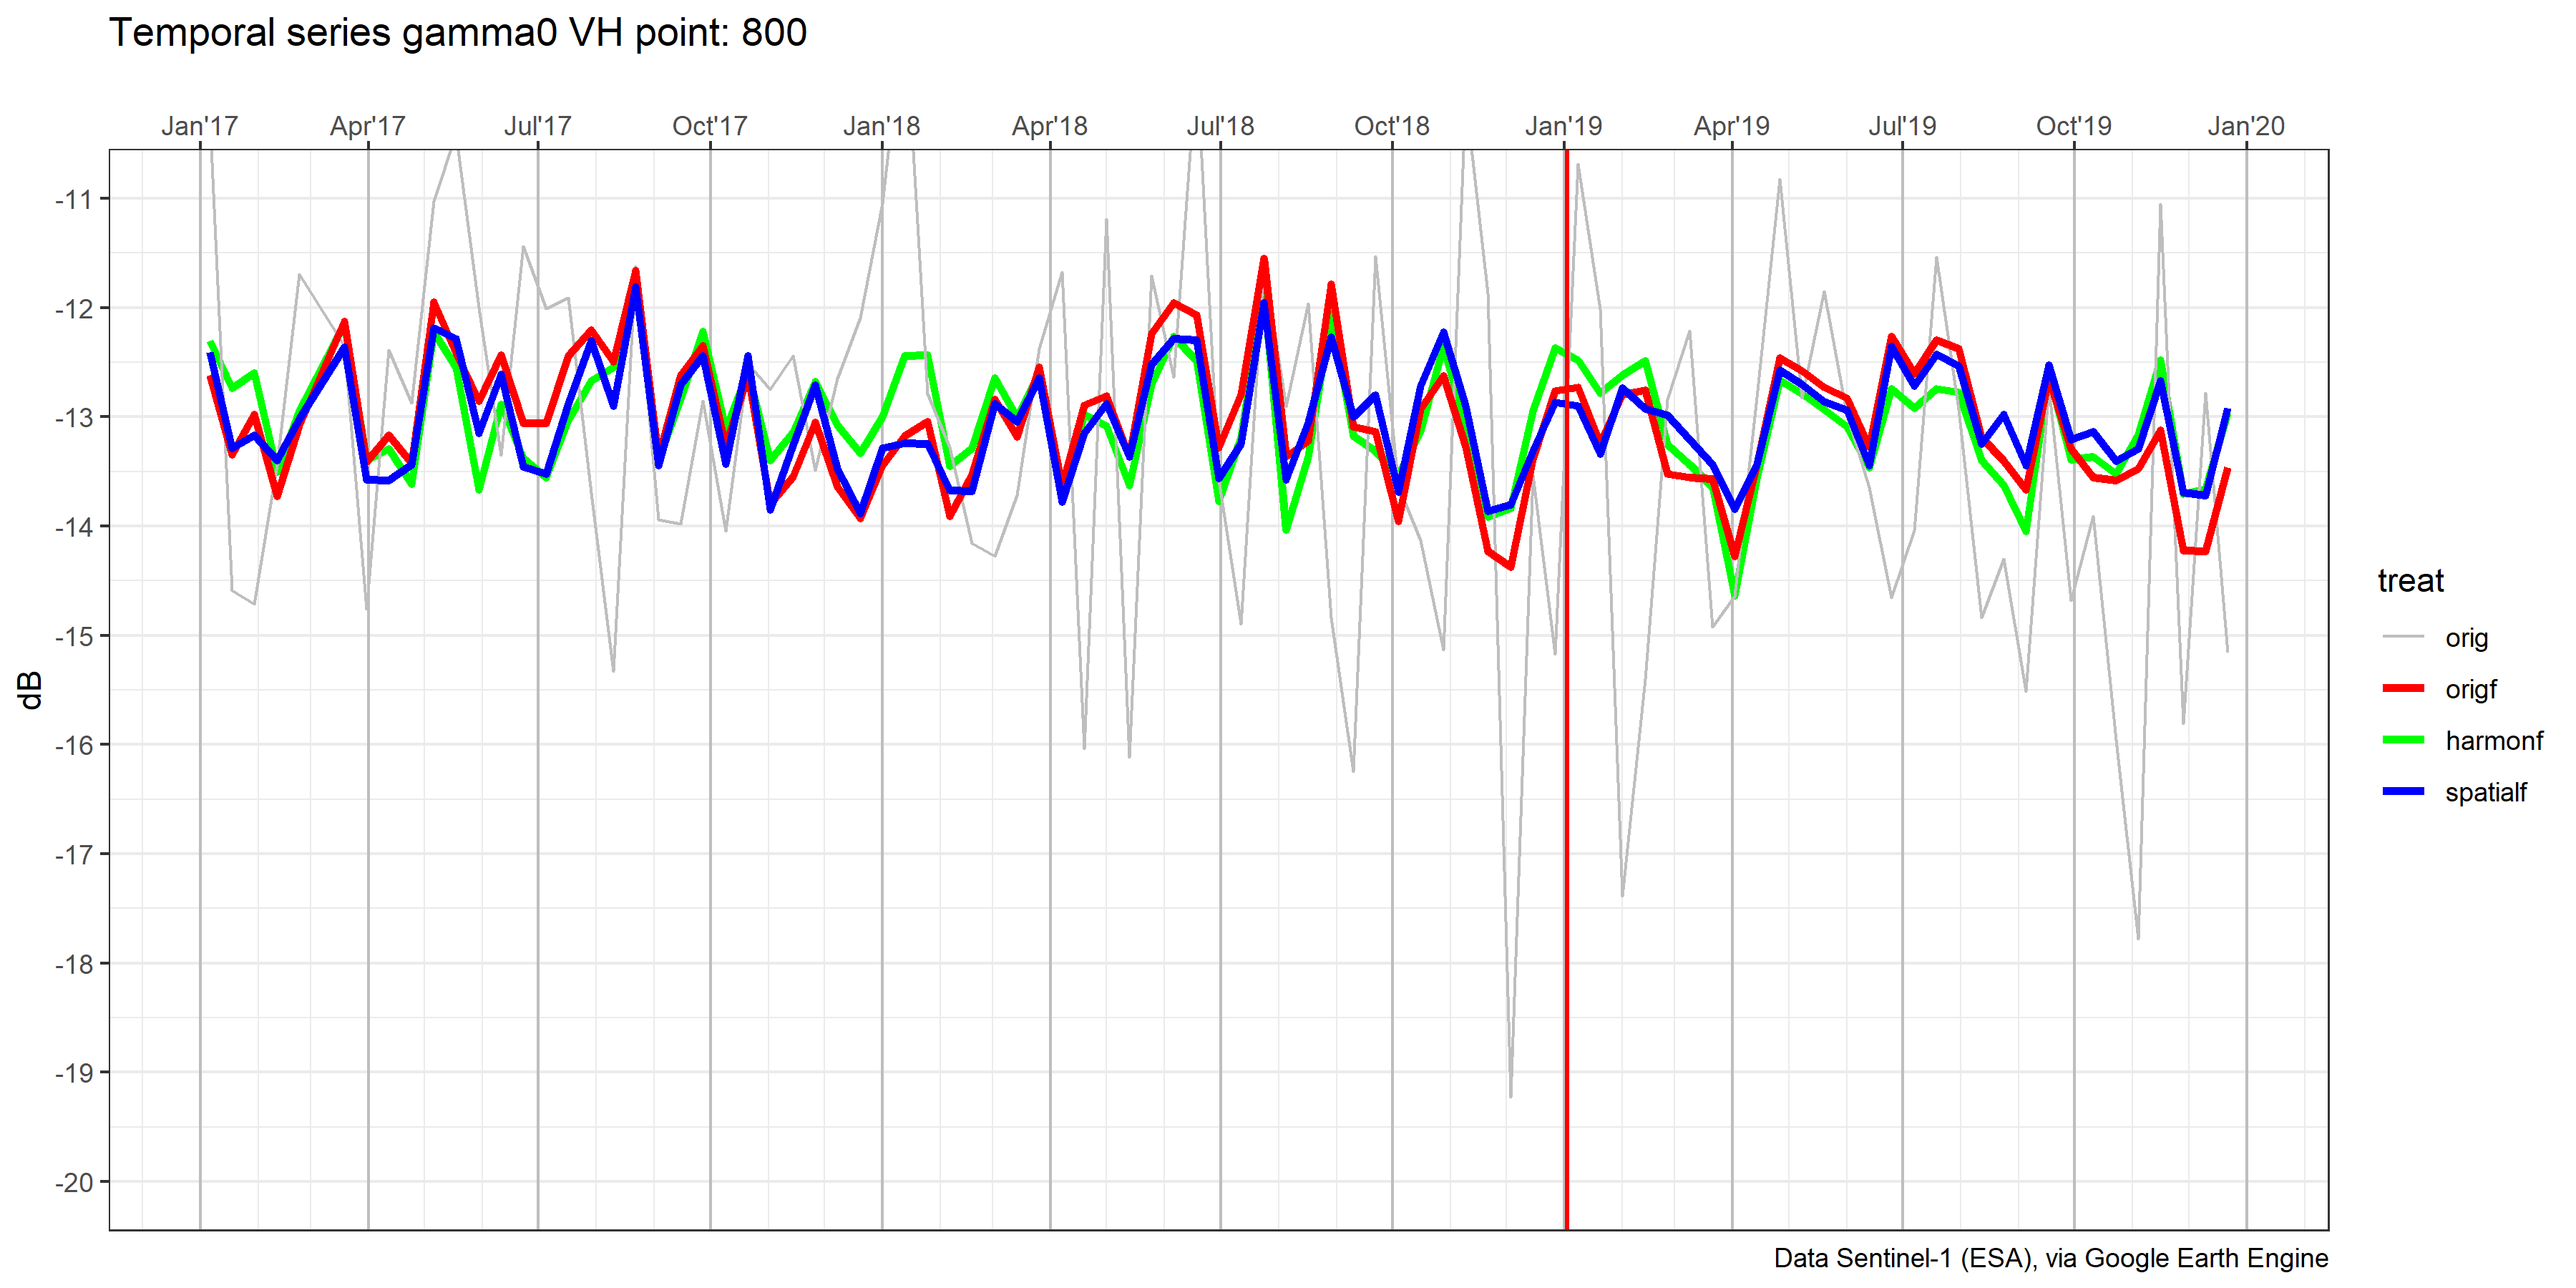 Temporal series gamma0 VH point: 800
Jan'17 Apr'17 Jul'17 Oct'17 Jan'18 Apr'18 Jul'18 Oct'18 Jan'19 Apr'19 Jul'19 Oct'19 Jan'20
-11
-12
-13
-14
-15
-16
-17
-18
-19
-20
dB
treat
orig
origf
harmonf
spatialf
Data Sentinel-1 (ESA), via Google Earth Engine